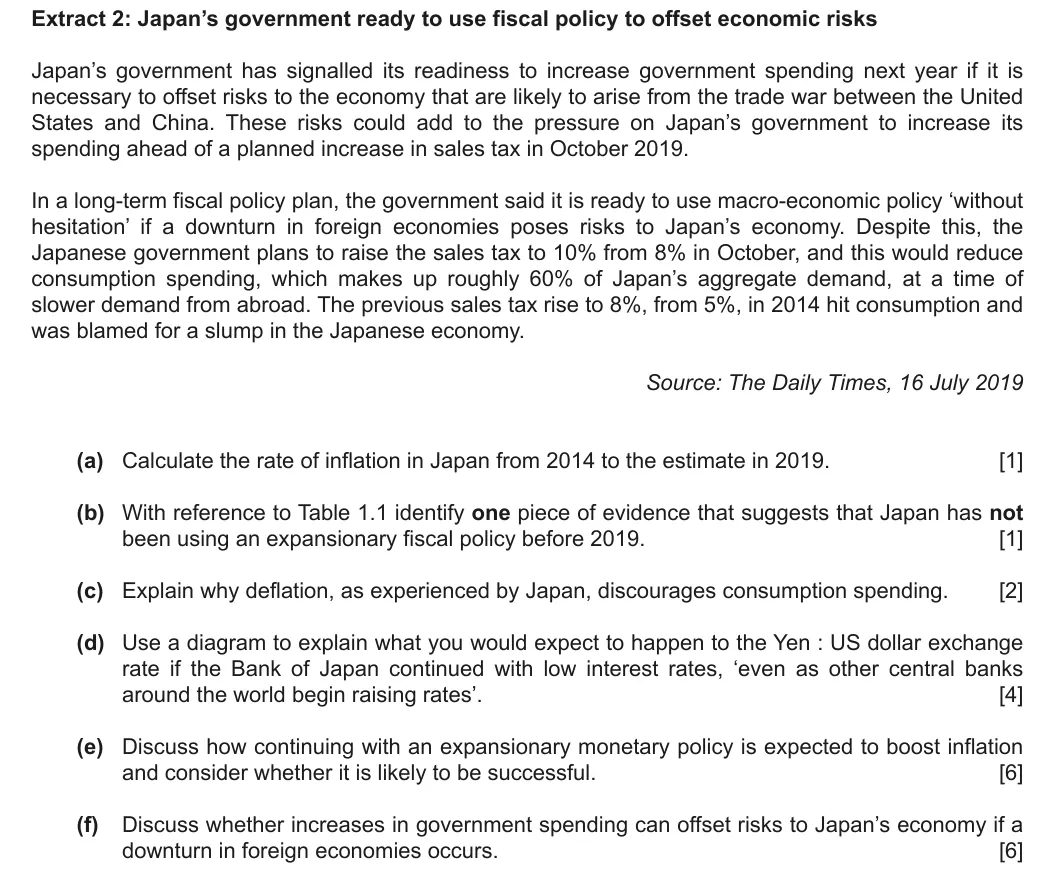 Extract 2: Japan’s government ready to use fiscal policy to offset economic risks
Japan’s government has signalled its readiness to increase government spending next year if it is
necessary to offset risks to the economy that are likely to arise from the trade war between the United
States and China. These risks could add to the pressure on Japan’s government to increase its
spending ahead of a planned increase in sales tax in October 2019.
In a long-term fiscal policy plan, the government said it is ready to use macro-economic policy ‘without
hesitation’ if a downturn in foreign economies poses risks to Japan’s economy. Despite this, the
Japanese government plans to raise the sales tax to 10% from 8% in October, and this would reduce
consumption spending, which makes up roughly 60% of Japan’s aggregate demand, at a time of
slower demand from abroad. The previous sales tax rise to 8%, from 5%, in 2014 hit consumption and
was blamed for a slump in the Japanese economy.
Source: The Daily Times, 16 July 2019
(a) Calculate the rate of inflation in Japan from 2014 to the estimate in 2019. [1]
(b) With reference to Table 1.1 identify one piece of evidence that suggests that Japan has not
been using an expansionary fiscal policy before 2019. [1]
(c) Explain why deflation, as experienced by Japan, discourages consumption spending. [2]
(d) Use a diagram to explain what you would expect to happen to the Yen : US dollar exchange
rate if the Bank of Japan continued with low interest rates, ‘even as other central banks
around the world begin raising rates’. [4]
(e) Discuss how continuing with an expansionary monetary policy is expected to boost inflation
and consider whether it is likely to be successful. [6]
(f) Discuss whether increases in government spending can offset risks to Japan’s economy if a
downturn in foreign economies occurs. [6]